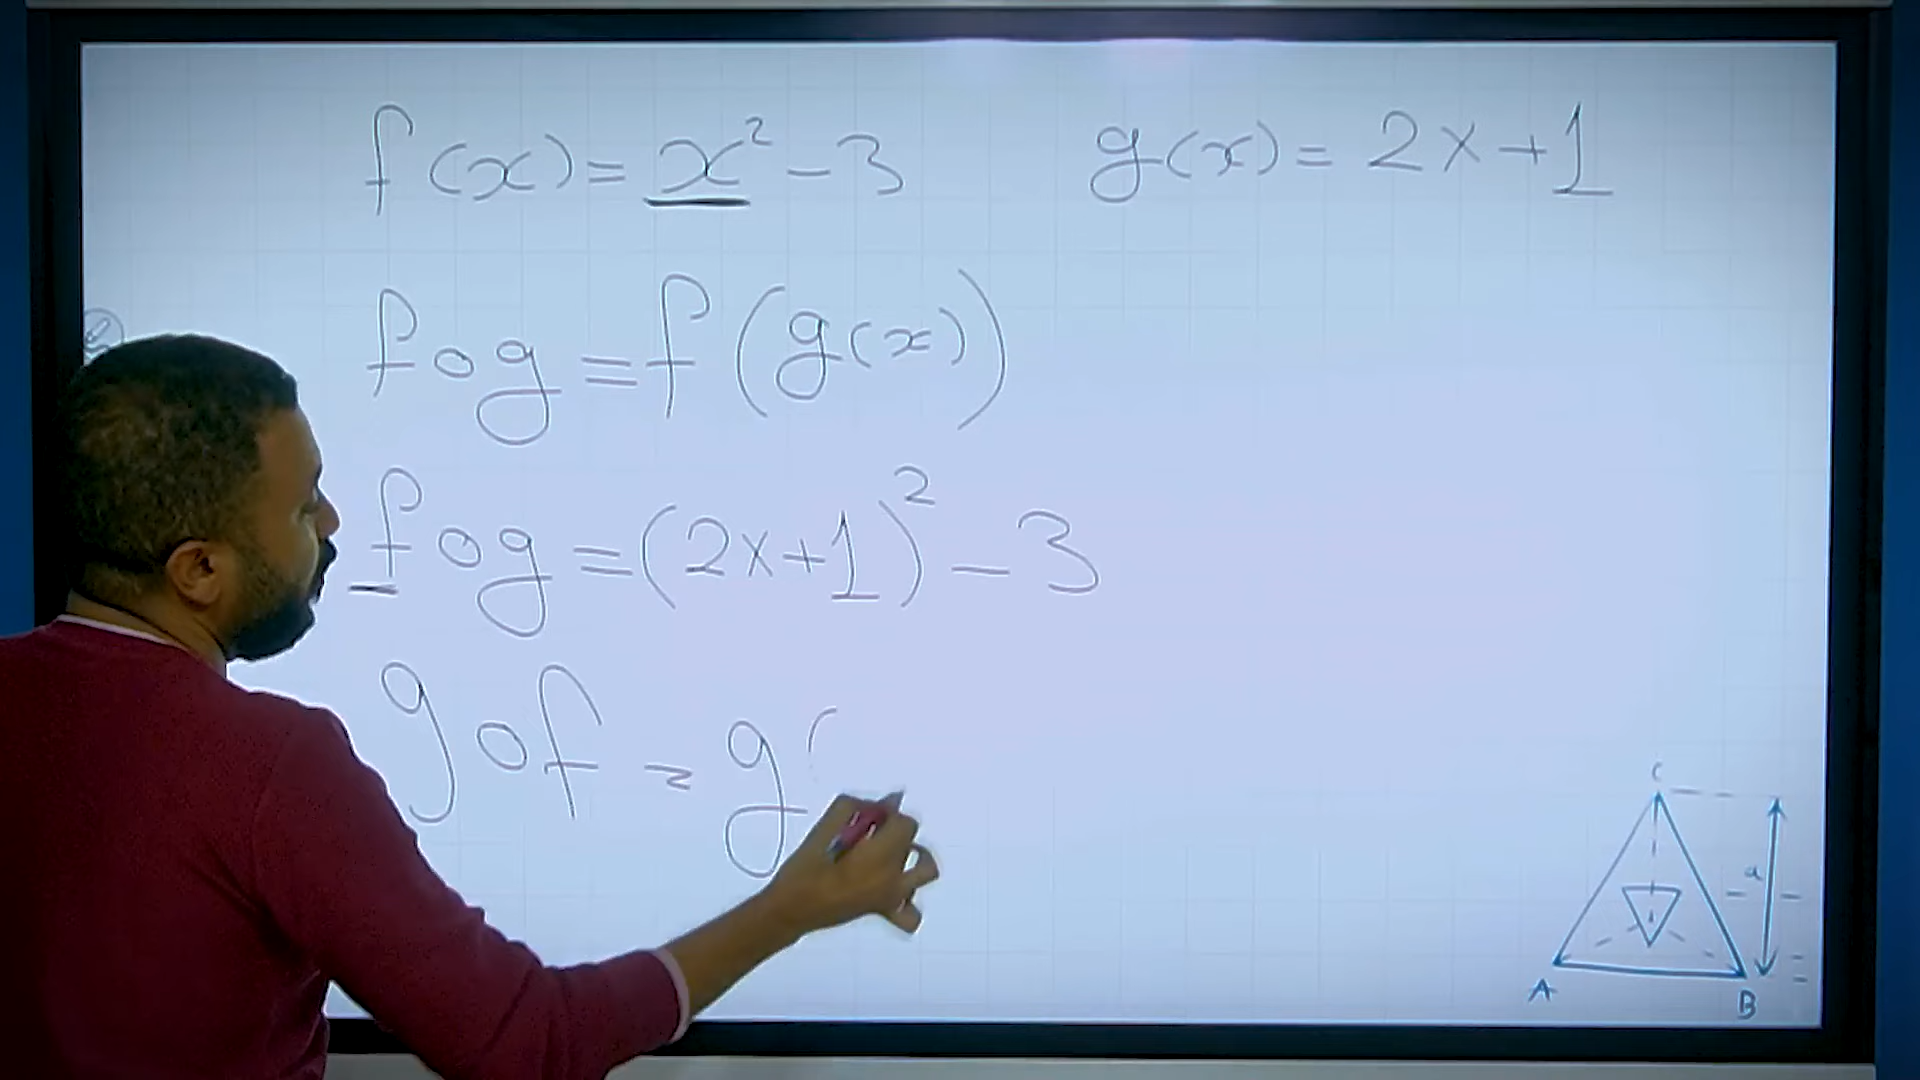 f(x) = x² - 3
g(x) = 2x + 1
fog = f(g(x))
fog = (2x+1)² - 3
gof = g(
C
a
A
B